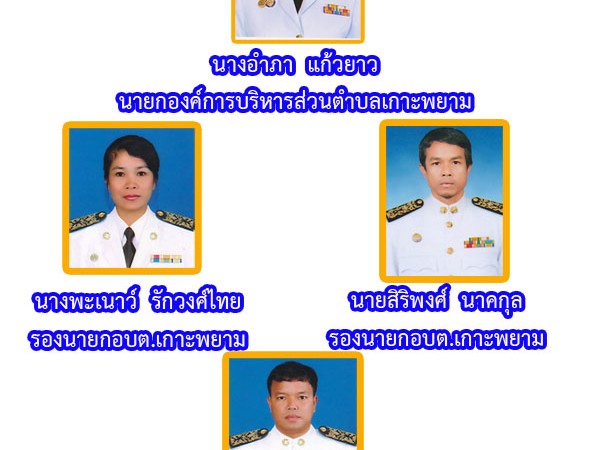 นางอำภา แก้วยาว
นายกองค์การบริหารส่วนตำบลเกาะพยาม
นางพะเนาว์ รักวงศ์ไทย
รองนายกอบต.เกาะพยาม
นายสิริพงศ์ นาคกุล
รองนายกอบต.เกาะพยาม